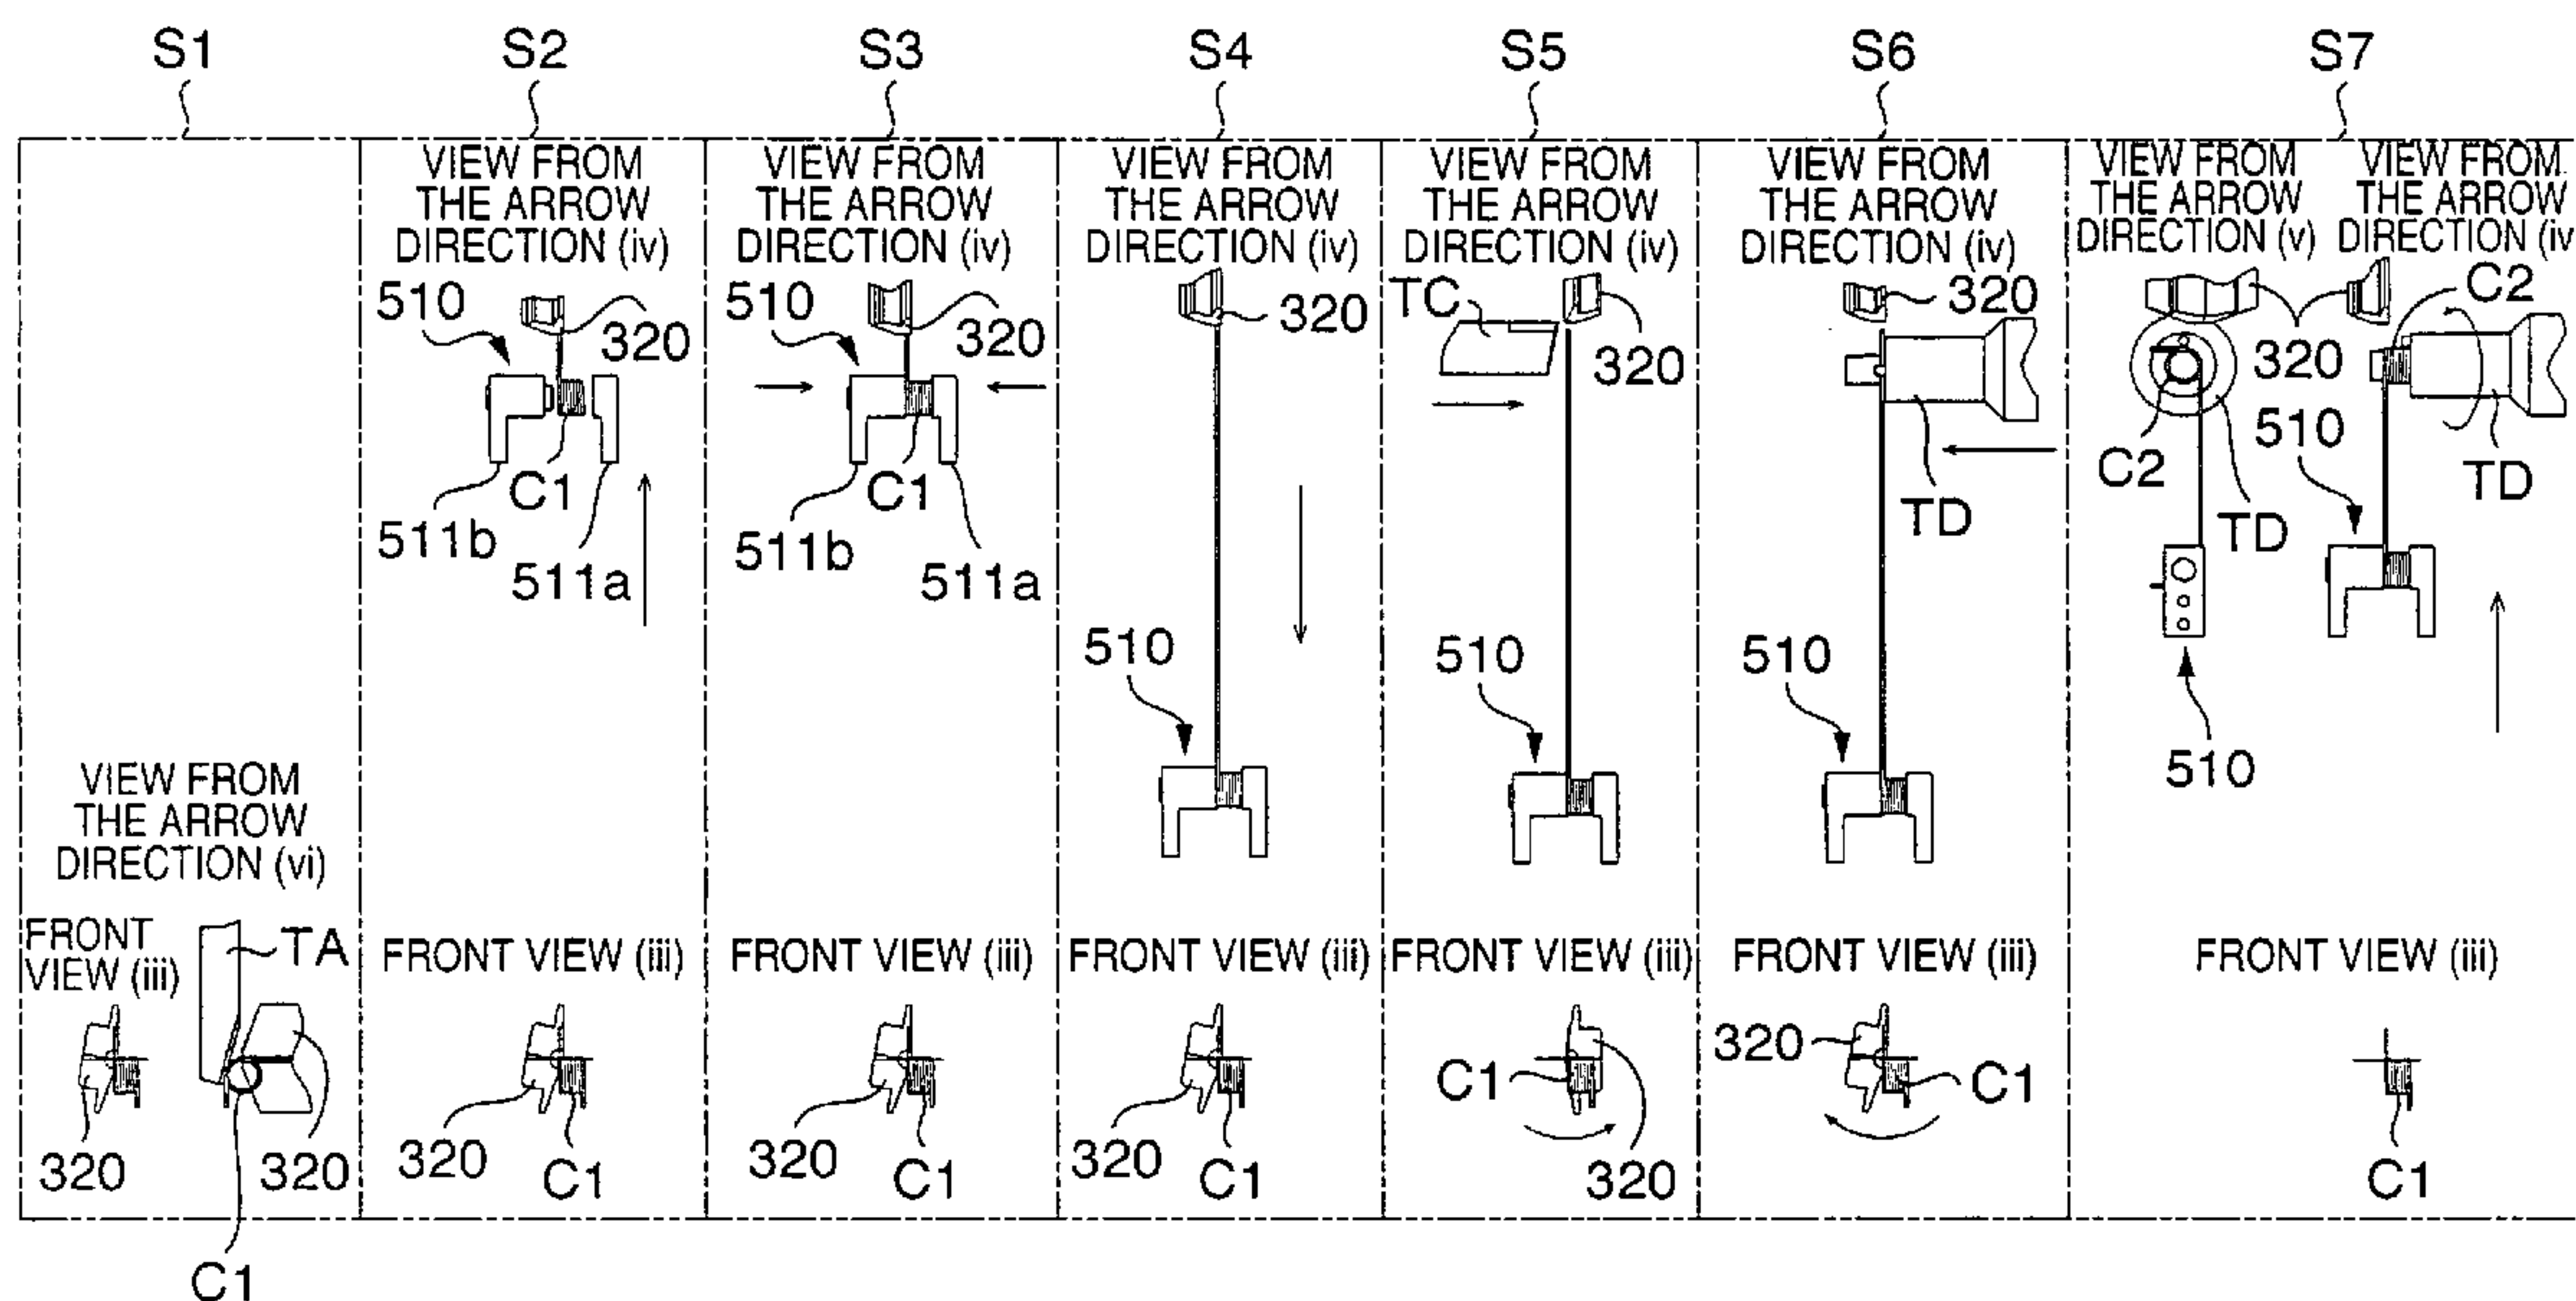 S1
S2
S3
S4
S5
S6
S7
VIEW FROM
THE ARROW
DIRECTION (vi)
FRONT
VIEW (iii)
TA
320
320
C1
VIEW FROM
THE ARROW
DIRECTION (iv)
510
320
C1
511b
511a
FRONT VIEW (iii)
320
C1
VIEW FROM
THE ARROW
DIRECTION (iv)
510
320
C1
511b
511a
FRONT VIEW (iii)
320
C1
VIEW FROM
THE ARROW
DIRECTION (iv)
320
510
FRONT VIEW (iii)
320
C1
VIEW FROM
THE ARROW
DIRECTION (iv)
TC
320
510
FRONT VIEW (iii)
C1
320
VIEW FROM
THE ARROW
DIRECTION (iv)
320
TD
510
FRONT VIEW (iii)
320
C1
VIEW FROM
THE ARROW
DIRECTION (v)
VIEW FROM
THE ARROW
DIRECTION (iv
C2
320
510
C2
TD
TD
510
FRONT VIEW (iii)
C1